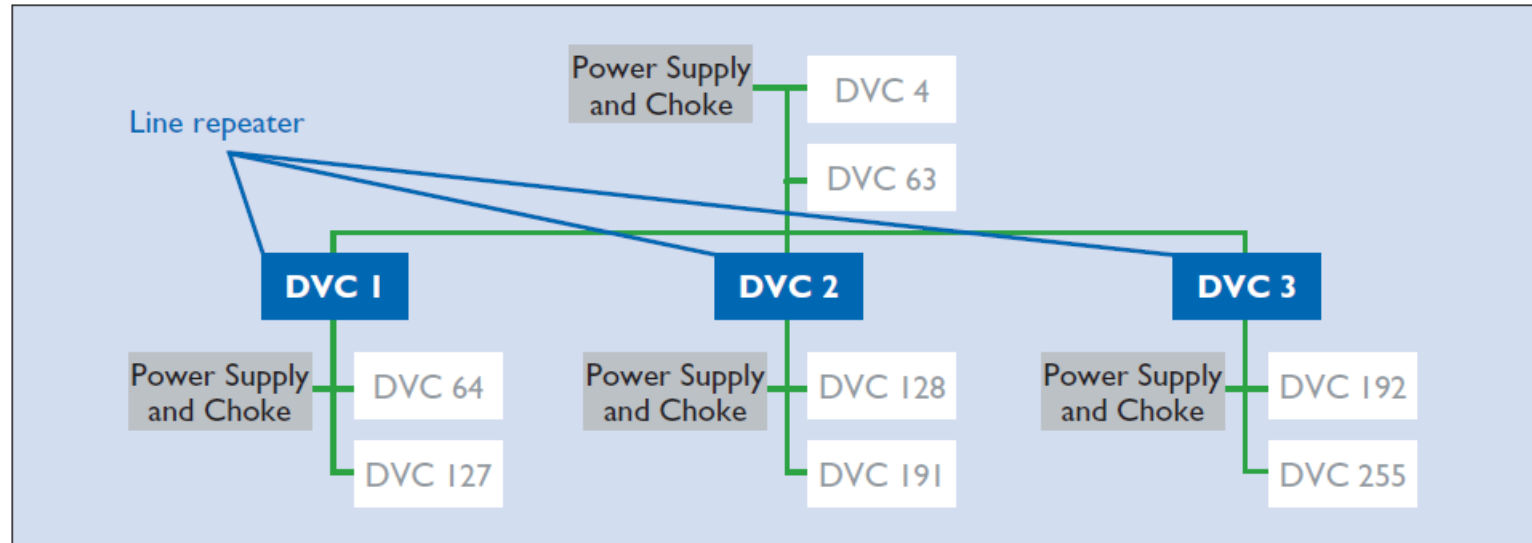 Power Supply
and Choke
DVC 4
Line repeater
DVC 63
DVC 1
DVC 2
DVC 3
Power Supply
and Choke
DVC 64
Power Supply
and Choke
DVC 128
Power Supply
and Choke
DVC 192
DVC 127
DVC 191
DVC 255